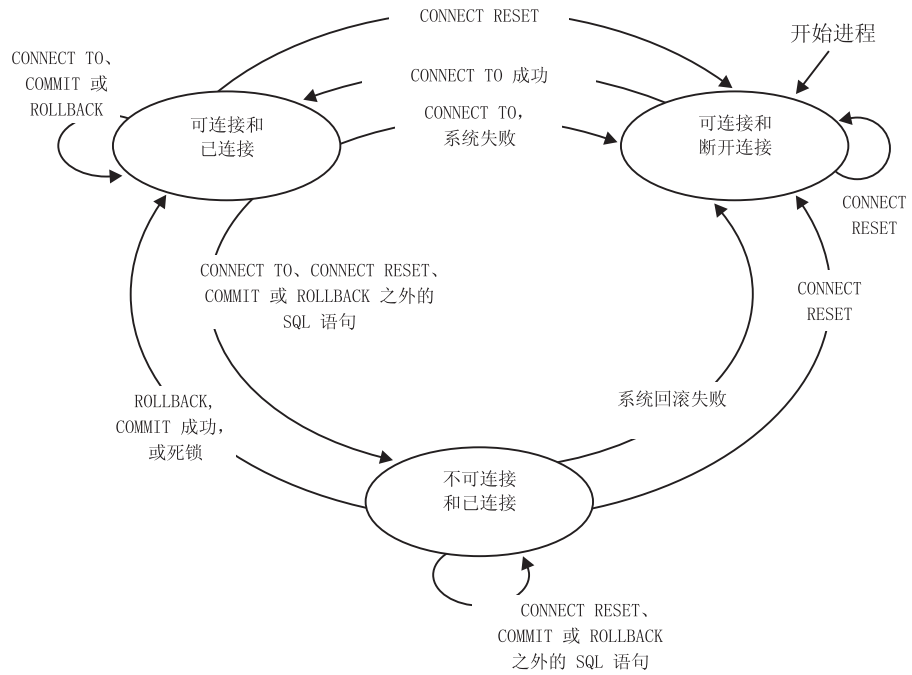 CONNECT RESET
开始进程
CONNECT TO、
COMMIT 或
ROLLBACK
CONNECT TO 成功
CONNECT TO，
系统失败
可连接和
已连接
可连接和
断开连接
CONNECT
RESET
CONNECT TO、CONNECT RESET、
COMMIT 或 ROLLBACK 之外的
SQL 语句
CONNECT
RESET
ROLLBACK,
COMMIT 成功，
或死锁
系统回滚失败
不可连接
和已连接
CONNECT RESET、
COMMIT 或 ROLLBACK
之外的 SQL 语句